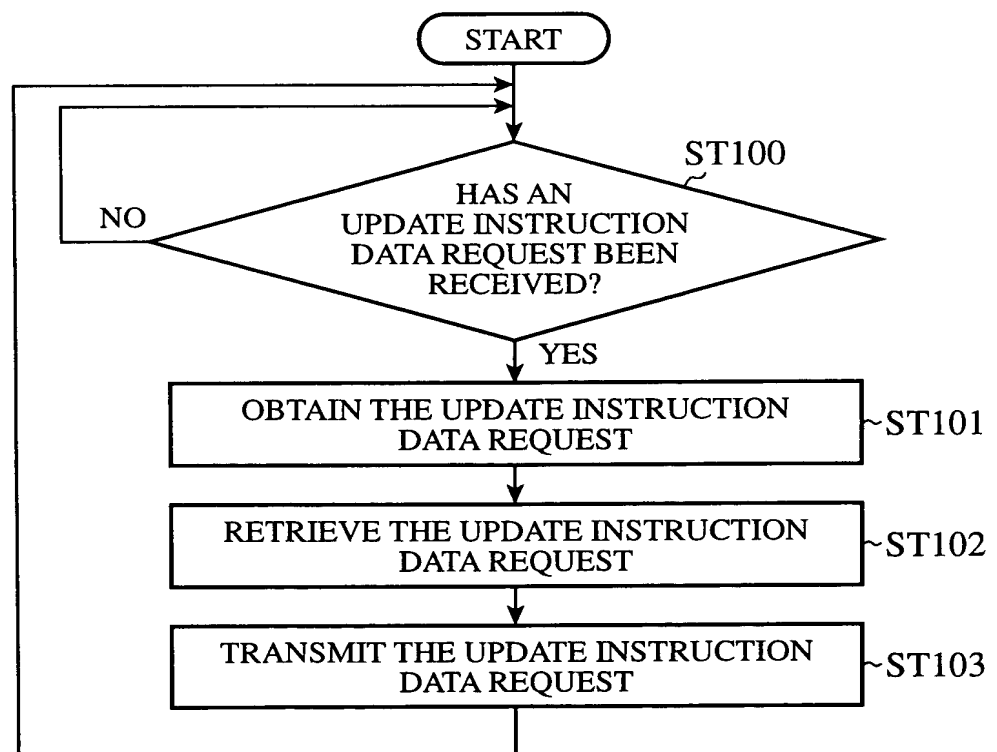 START
ST100
HAS AN
UPDATE INSTRUCTION
DATA REQUEST BEEN
RECEIVED?
NO
YES
OBTAIN THE UPDATE INSTRUCTION
DATA REQUEST
ST101
RETRIEVE THE UPDATE INSTRUCTION
DATA REQUEST
ST102
TRANSMIT THE UPDATE INSTRUCTION
DATA REQUEST
ST103